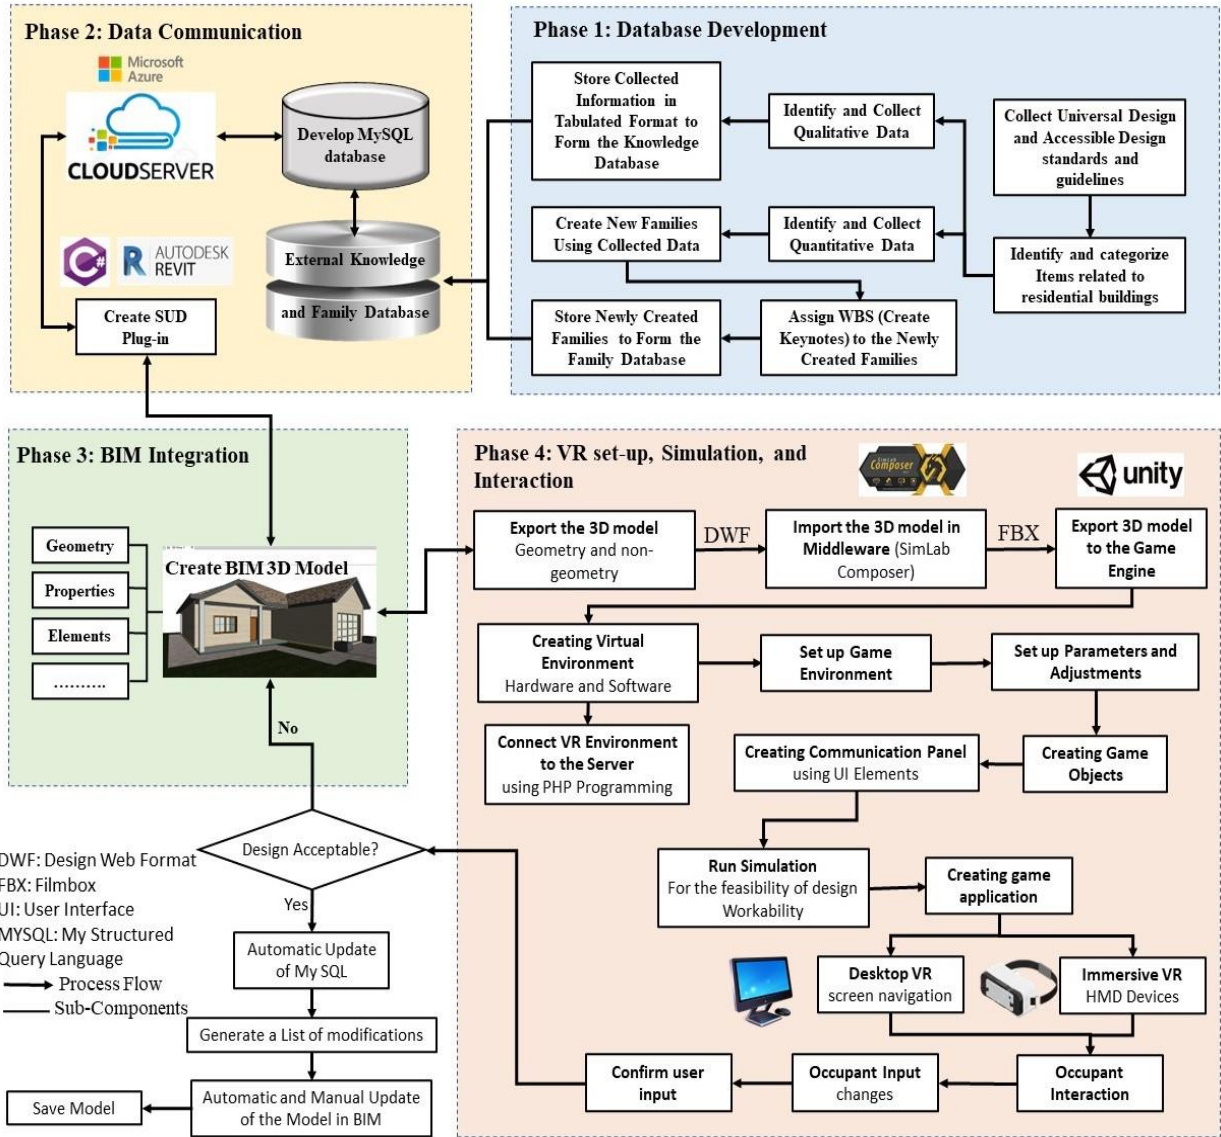 Phase 2: Data Communication
Microsoft
Azure
CLOUDSERVER
Develop MySQL
database
C#
R
AUTODESK
REVIT
External Knowledge
and Family Database
Create SUD
Plug-in
Phase 1: Database Development
Store Collected
Information in
Tabulated Format to
Form the Knowledge
Database
Identify and Collect
Qualitative Data
Collect Universal Design
and Accessible Design
standards and
guidelines
Create New Families
Using Collected Data
Identify and Collect
Quantitative Data
Identify and categorize
Items related to
residential buildings
Store Newly Created
Families to Form the
Family Database
Assign WBS (Create
Keynotes) to the Newly
Created Families
Phase 3: BIM Integration
Geometry
Properties
Elements
..........
Create BIM 3D Model
No
Phase 4: VR set-up, Simulation, and
Interaction
SimLab
Composer
unity
Export the 3D model
Geometry and non-
geometry
DWF
Import the 3D model in
Middleware (SimLab
Composer)
FBX
Export 3D model
to the Game
Engine
Creating Virtual
Environment
Hardware and Software
Set up Game
Environment
Set up Parameters and
Adjustments
Connect VR Environment
to the Server
using PHP Programming
Creating Communication Panel
using UI Elements
Creating Game
Objects
Run Simulation
For the feasibility of design
Workability
Creating game
application
Desktop VR
screen navigation
Immersive VR
HMD Devices
Confirm user
input
Occupant Input
changes
Occupant
Interaction
Design Acceptable?
Yes
Automatic Update
of My SQL
Generate a List of modifications
Automatic and Manual Update
of the Model in BIM
Save Model
DWF: Design Web Format
FBX: Filmbox
UI: User Interface
MYSQL: My Structured
Query Language
Process Flow
Sub-Components